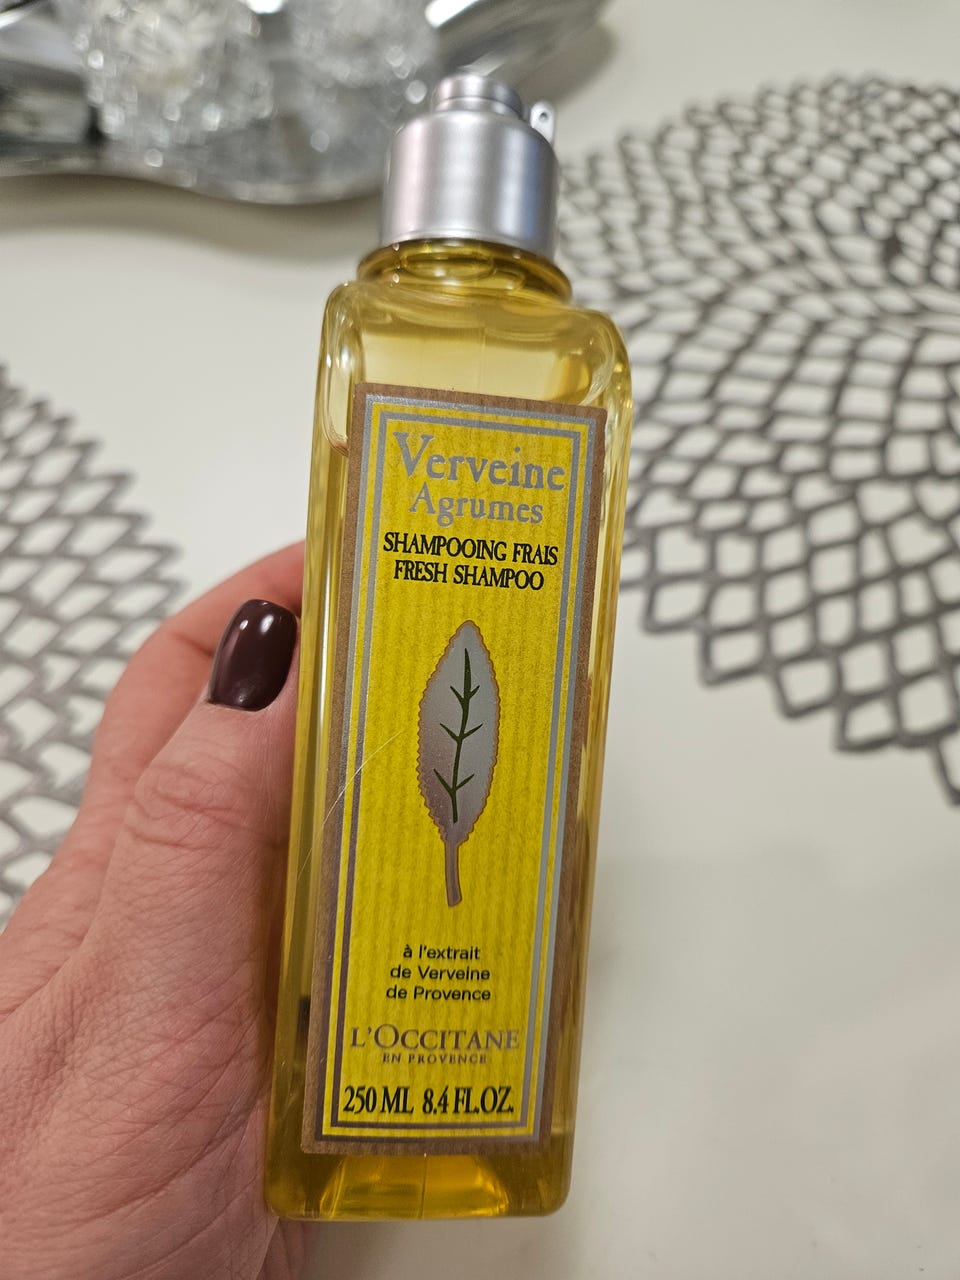 Verveine
Agrumes
SHAMPOOING FRAIS
FRESH SHAMPOO
à l'extrait
de Verveine
de Provence
L'OCCITANE
EN PROVENCE
250 ML 8.4 FL.OZ.